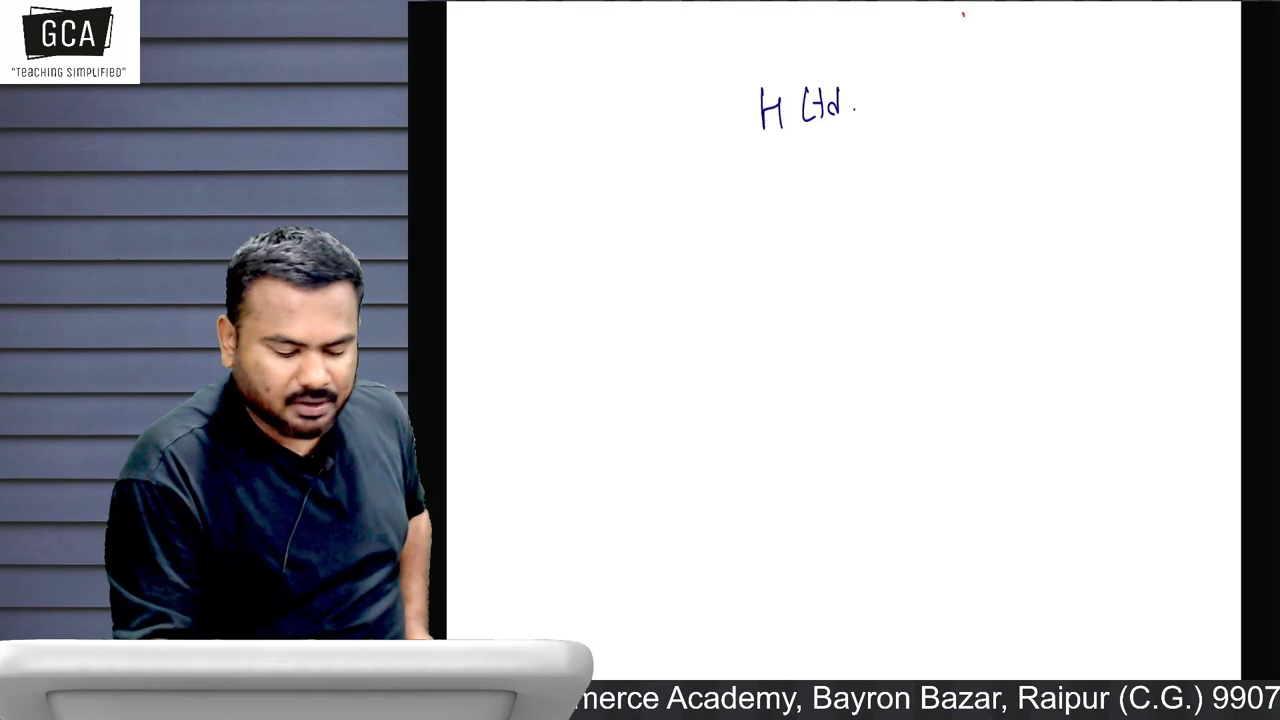 GCA
"TEACHING SIMPLIFIED"
H Ltd.
merce Academy, Bayron Bazar, Raipur (C.G.) 9907